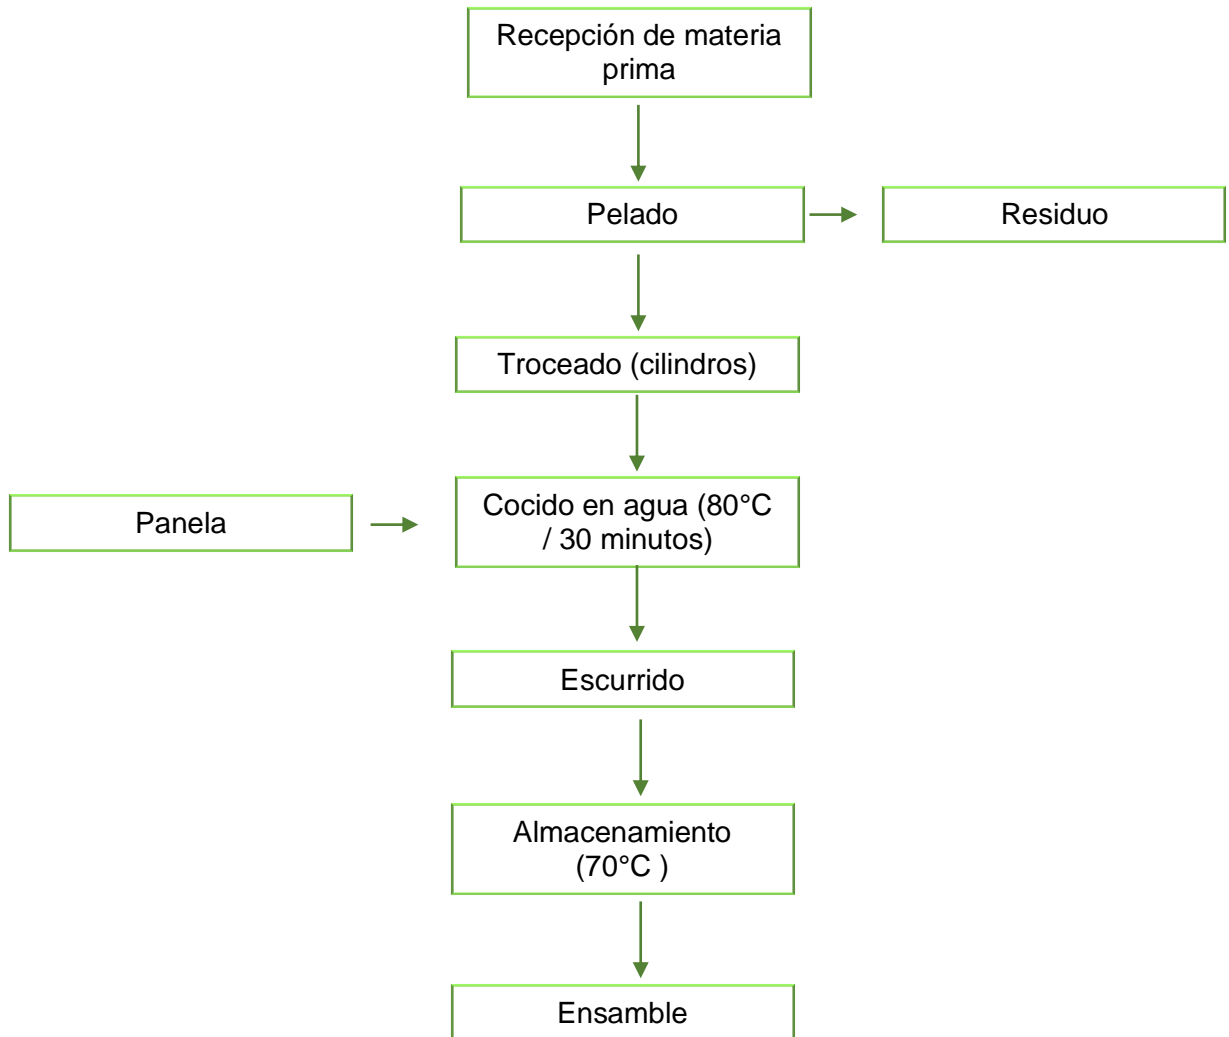 Recepción de materia
prima
Pelado
Residuo
Troceado (cilindros)
Panela
Cocido en agua (80°C
/ 30 minutos)
Escurrido
Almacenamiento
(70°C )
Ensamble